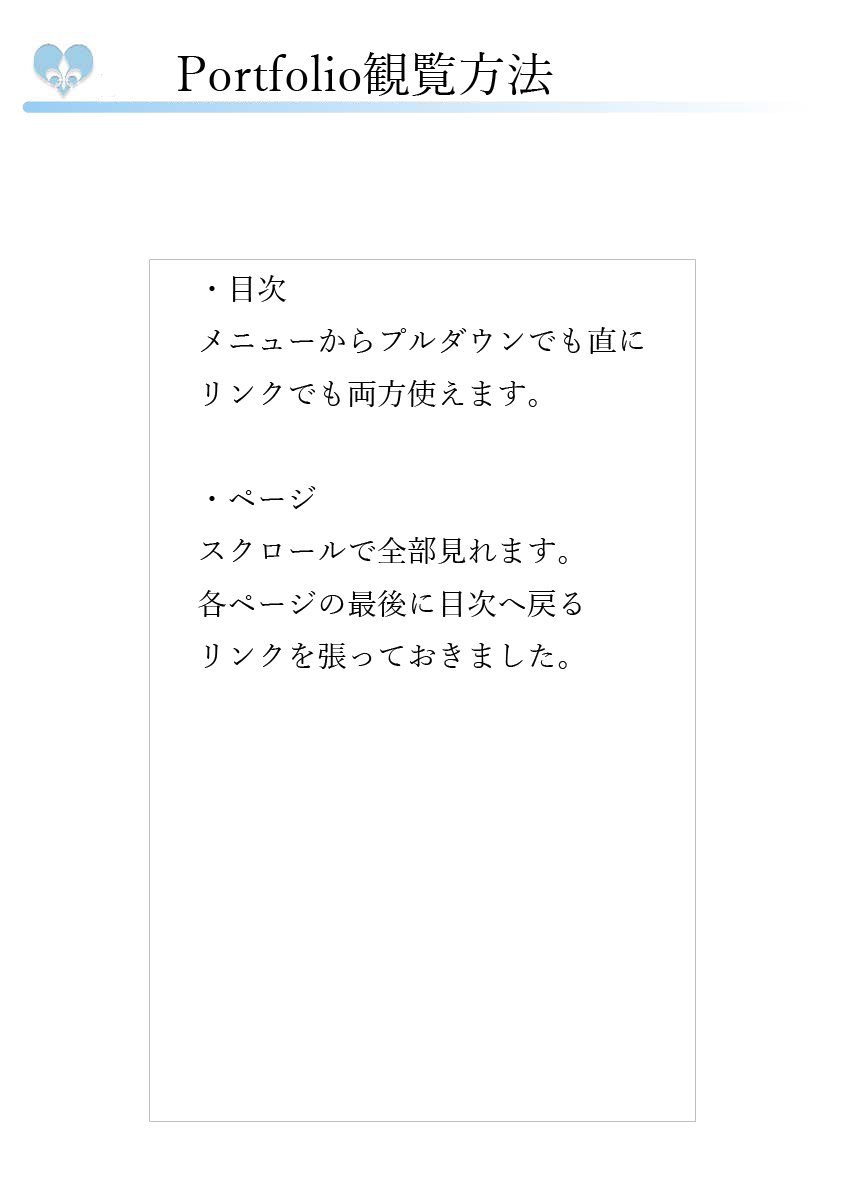 Portfolio観覧方法
・目次
メニューからプルダウンでも直に
リンクでも両方使えます。
・ページ
スクロールで全部見れます。
各ページの最後に目次へ戻る
リンクを張っておきました。